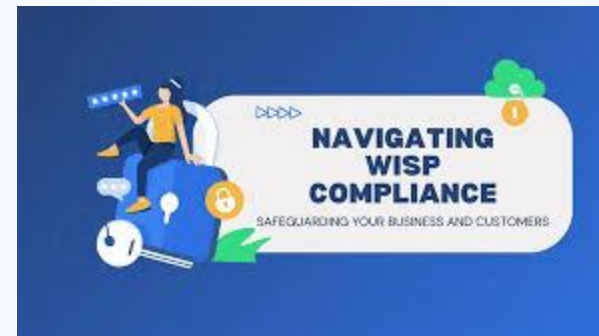 NAVIGATING
WISP
COMPLIANCE
SAFEGUARDING YOUR BUSINESS AND CUSTOMERS